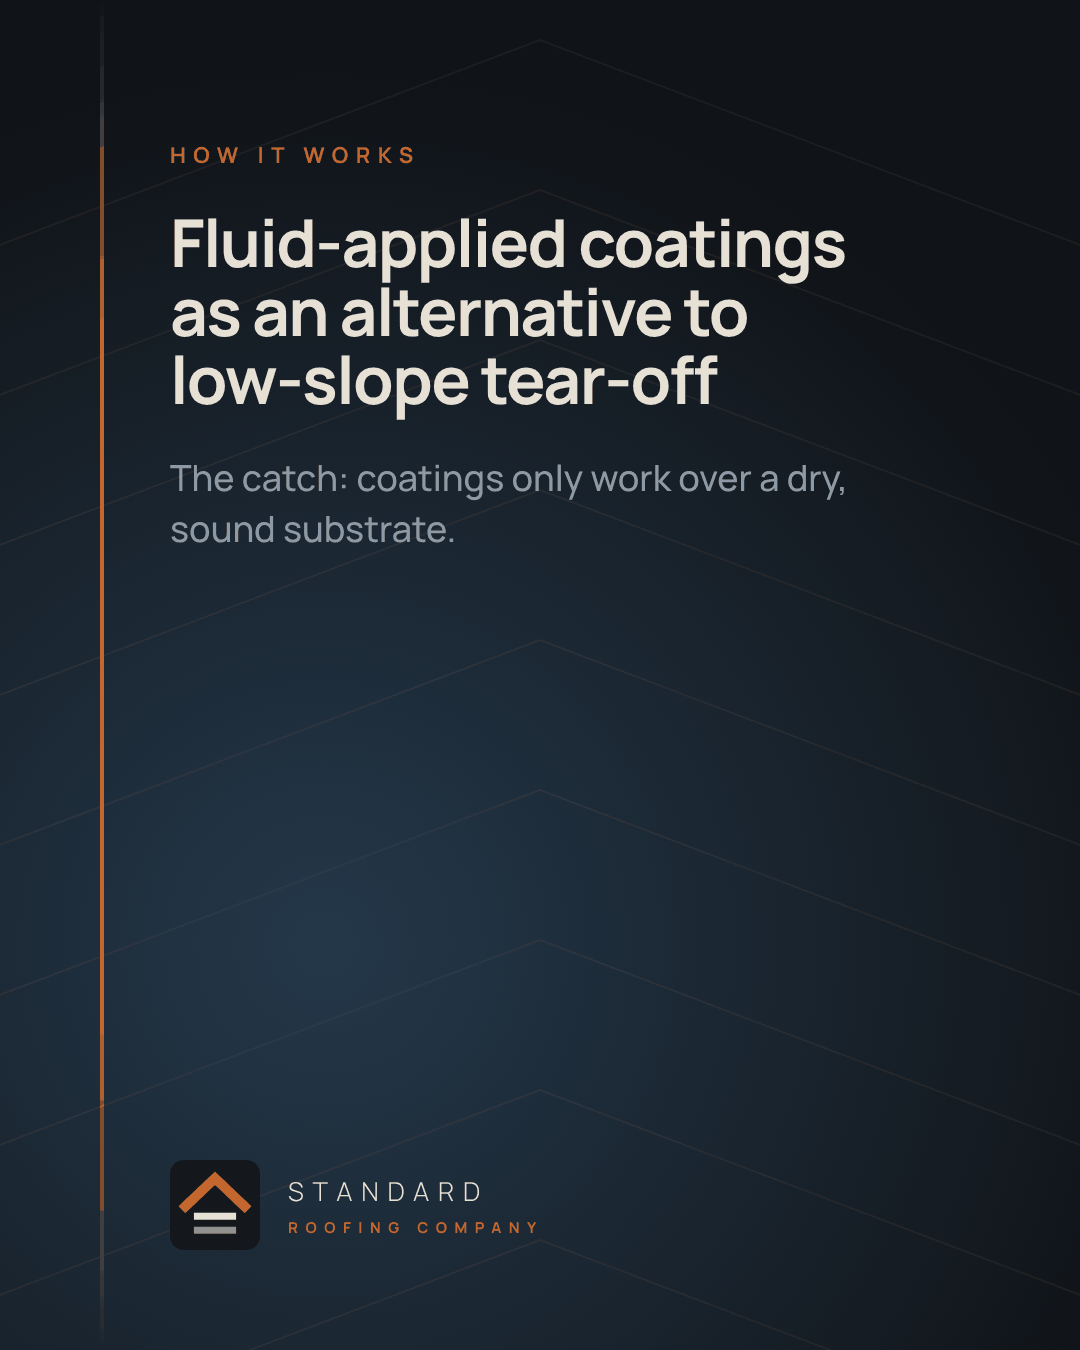 HOW IT WORKS
Fluid-applied coatings
as an alternative to
low-slope tear-off
The catch: coatings only work over a dry,
sound substrate.
STANDARD
ROOFING COMPANY